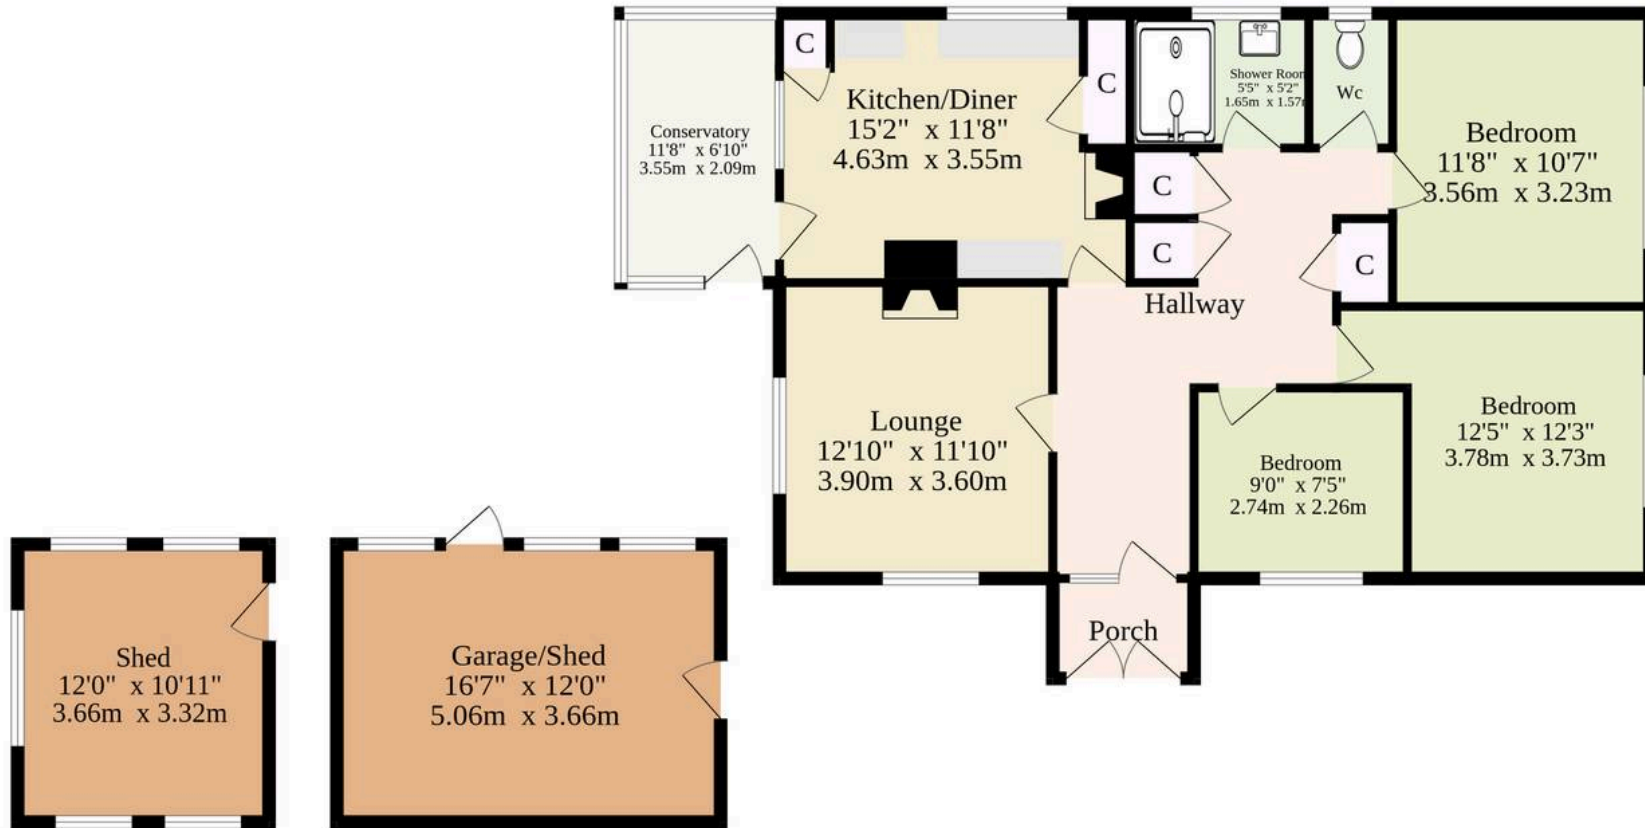 C
Kitchen/Diner
15'2" x 11'8"
4.63m x 3.55m
C
Conservatory
11'8" x 6'10"
3.55m x 2.09m
Shower Room
5'5" x 5'2"
1.65m x 1.57m
Wc
Bedroom
11'8" x 10'7"
3.56m x 3.23m
C
C
C
Hallway
Lounge
12'10" x 11'10"
3.90m x 3.60m
Bedroom
12'5" x 12'3"
3.78m x 3.73m
Bedroom
9'0" x 7'5"
2.74m x 2.26m
Porch
Shed
12'0" x 10'11"
3.66m x 3.32m
Garage/Shed
16'7" x 12'0"
5.06m x 3.66m